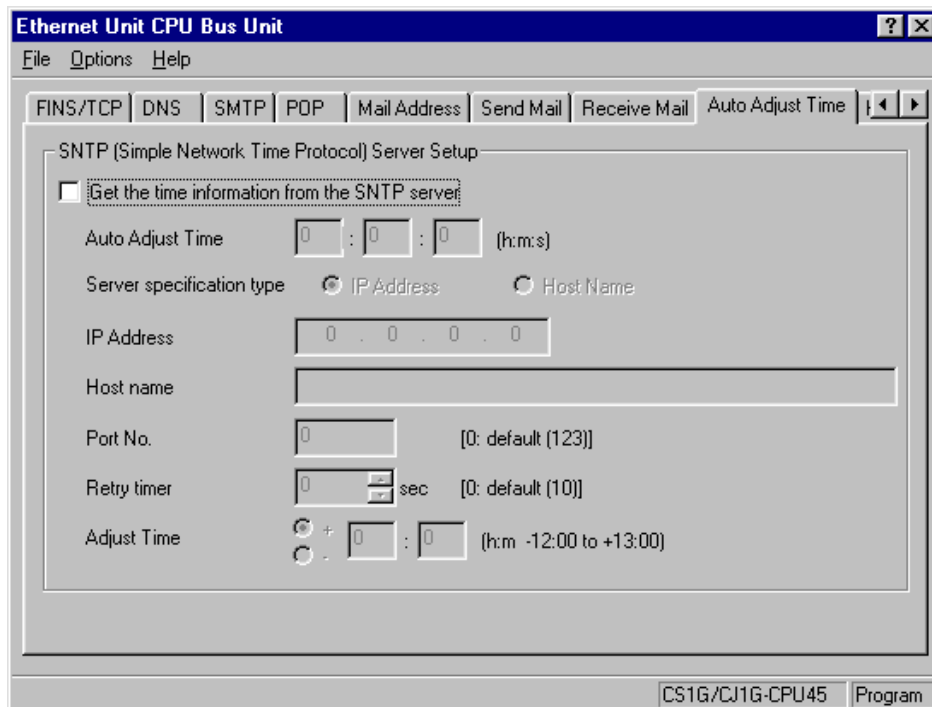 Ethernet Unit CPU Bus Unit
File Options Help
FINS/TCP DNS SMTP POP Mail Address Send Mail Receive Mail Auto Adjust Time
SNTP (Simple Network Time Protocol) Server Setup
Get the time information from the SNTP server
Auto Adjust Time 0 : 0 : 0 (h:m:s)
Server specification type IP Address Host Name
IP Address 0 . 0 . 0 . 0
Host name
Port No. 0 [0: default (123)]
Retry timer 0 sec [0: default (10)]
Adjust Time + 0 : 0 (h:m -12:00 to +13:00)
-
CS1G/CJ1G-CPU45 Program